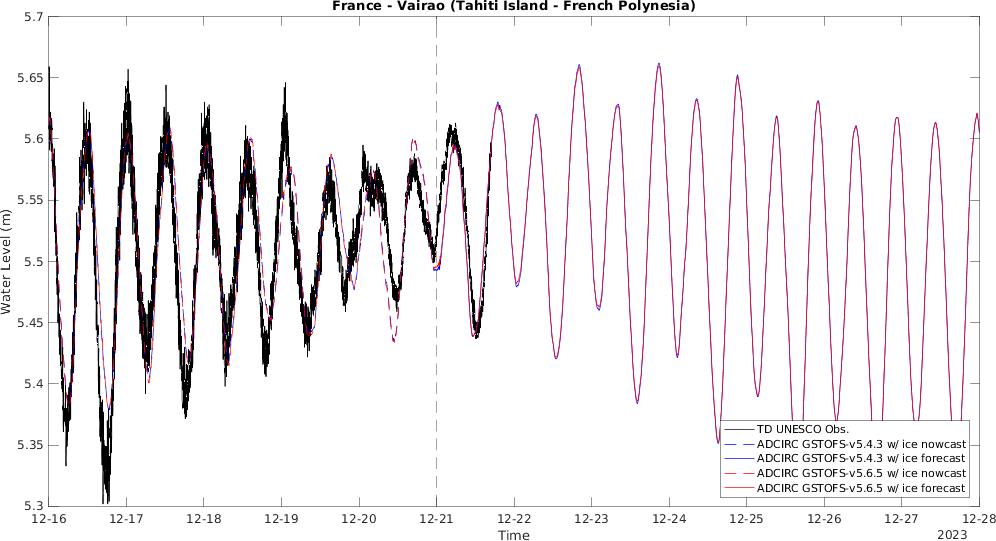 France - Vairao (Tahiti Island - French Polynesia)
5.7
5.65
5.6
5.55
5.5
5.45
5.4
5.35
5.3
Water Level (m)
TD UNESCO Obs.
ADCIRC GSTOFS-v5.4.3 w/ ice nowcast
ADCIRC GSTOFS-v5.4.3 w/ ice forecast
ADCIRC GSTOFS-v5.6.5 w/ ice nowcast
ADCIRC GSTOFS-v5.6.5 w/ ice forecast
12-16 12-17 12-18 12-19 12-20 12-21 12-22 12-23 12-24 12-25 12-26 12-27 12-28
Time
2023